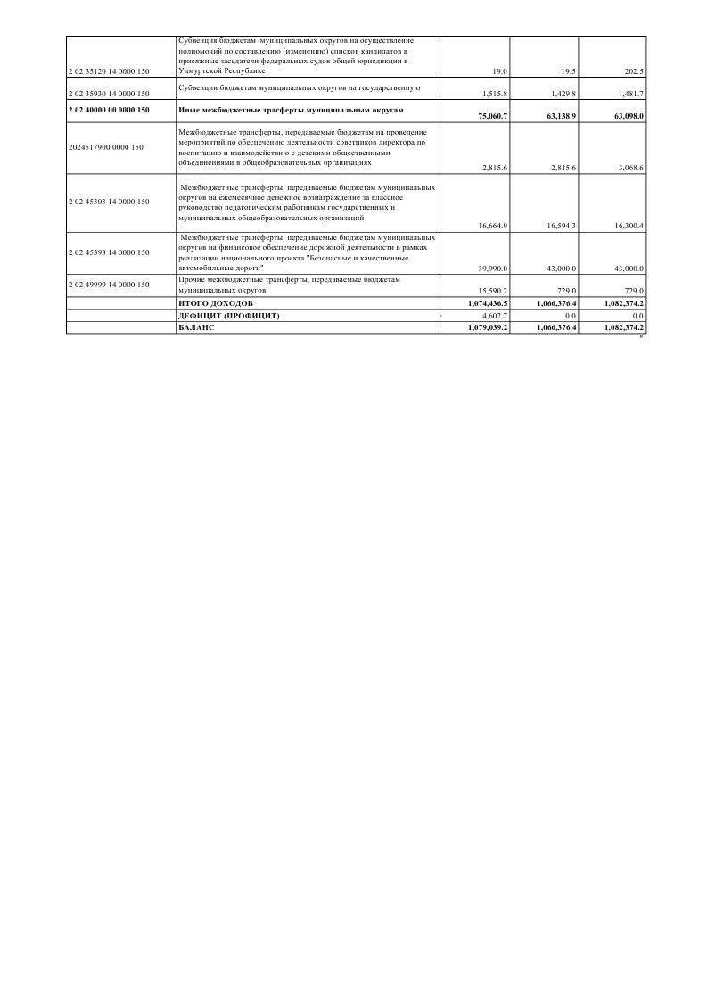 Субвенция бюджетам муниципальных округов на осуществление
полномочий по составлению (изменению) списков кандидатов в
присяжные заседатели федеральных судов общей юрисдикции в
2 02 35120 14 0000 150 Удмуртской Республике 19.0 19.5 202.5
Субвенции бюджетам муниципальных округов на государственную
2 02 35930 14 0000 150 1,515.8 1,429.8 1,481.7
2 02 40000 00 0000 150 Иные межбюджетные трасферты муниципальным округам
75,060.7 63,138.9 63,098.0
Межбюджетные трансферты, передаваемые бюджетам на проведение
мероприятий по обеспечению деятельности советников директора по
2024517900 0000 150 воспитанию и взаимодействию с детскими общественными
объединениями в общеобразовательных организациях
2,815.6 2,815.6 3,068.6
Межбюджетные трансферты, передаваемые бюджетам муниципальных
округов на ежемесячное денежное вознаграждение за классное
2 02 45303 14 0000 150 руководство педагогическим работникам государственных и
муниципальных общеобразовательных организаций
16,664.9 16,594.3 16,300.4
Межбюджетные трансферты, передаваемые бюджетам муниципальных
округов на финансовое обеспечение дорожной деятельности в рамках
2 02 45393 14 0000 150 реализации национального проекта "Безопасные и качественные
автомобильные дороги" 39,990.0 43,000.0 43,000.0
Прочие межбюджетные трансферты, передаваемые бюджетам
2 02 49999 14 0000 150 муниципальных округов 15,590.2 729.0 729.0
ИТОГО ДОХОДОВ 1,074,436.5 1,066,376.4 1,082,374.2
ДЕФИЦИТ (ПРОФИЦИТ) - 4,602.7 0.0 0.0
БАЛАНС 1,079,039.2 1,066,376.4 1,082,374.2
"